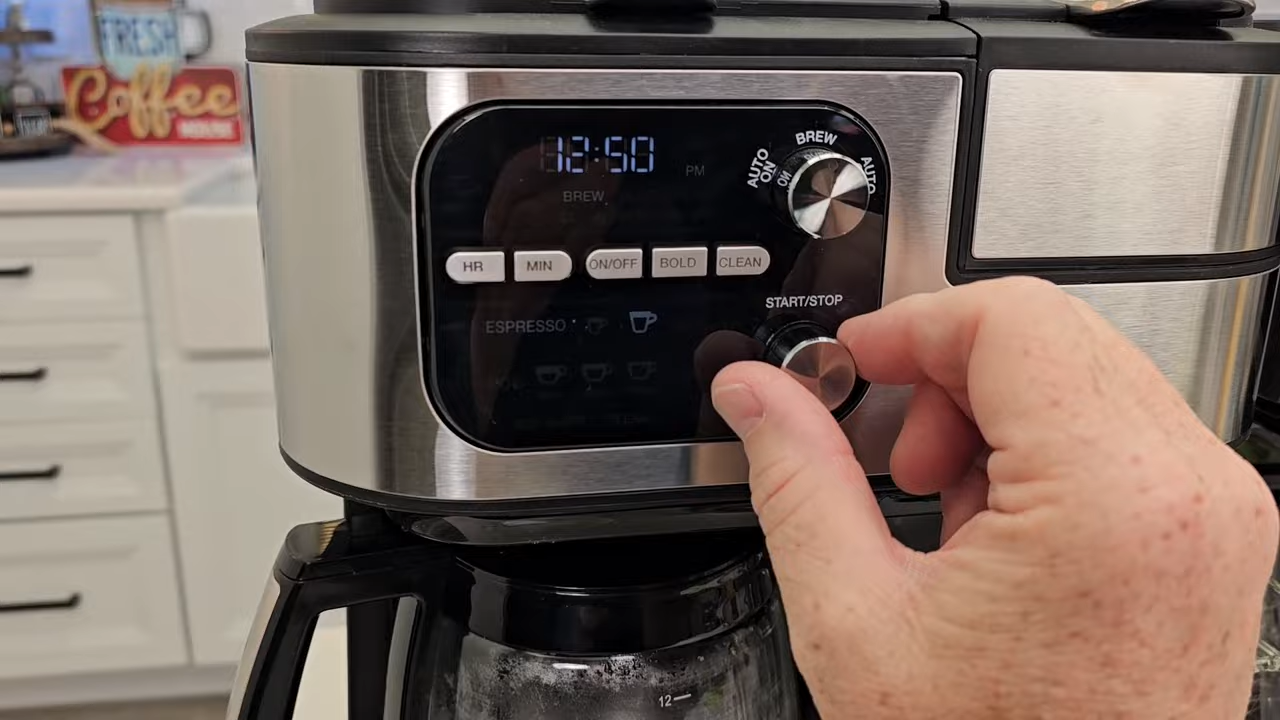 FRESH
Coffee
HOUSE
12:50
PM
BREW
BREW
AUTO
ON
ON
AUTO
HR
MIN
ON/OFF
BOLD
CLEAN
START/STOP
ESPRESSO
12